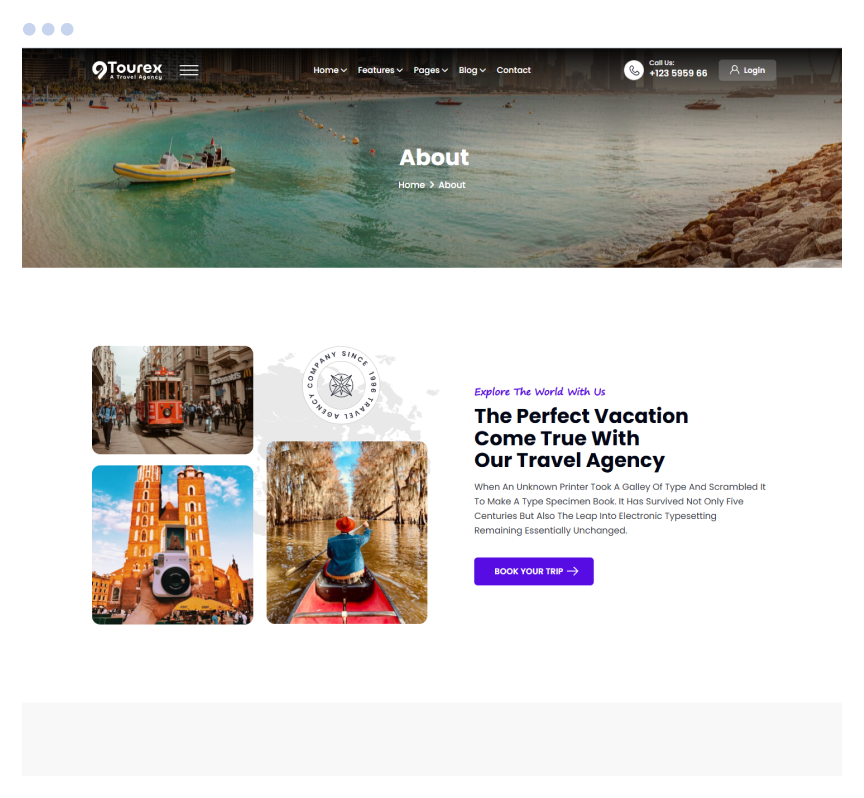 Tourex
A Travel Agency
Home
Features
Pages
Blog
Contact
Call Us:
+123 5959 66
Login
About
Home > About
COMPANY SINCE 1996 TRAVEL AGENCY
McDonald's
Explore The World With Us
The Perfect Vacation
Come True With
Our Travel Agency
When An Unknown Printer Took A Galley Of Type And Scrambled It
To Make A Type Specimen Book. It Has Survived Not Only Five
Centuries But Also The Leap Into Electronic Typesetting
Remaining Essentially Unchanged.
BOOK YOUR TRIP